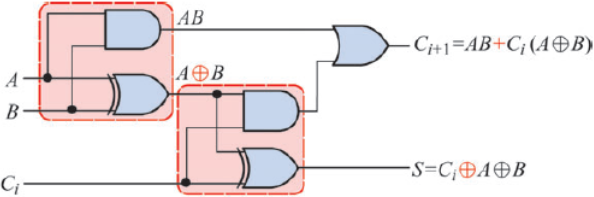 AB
C_{i+1}=AB+C_i (A⊕B)
A
A⊕B
B
C_i
S=C_i⊕A⊕B